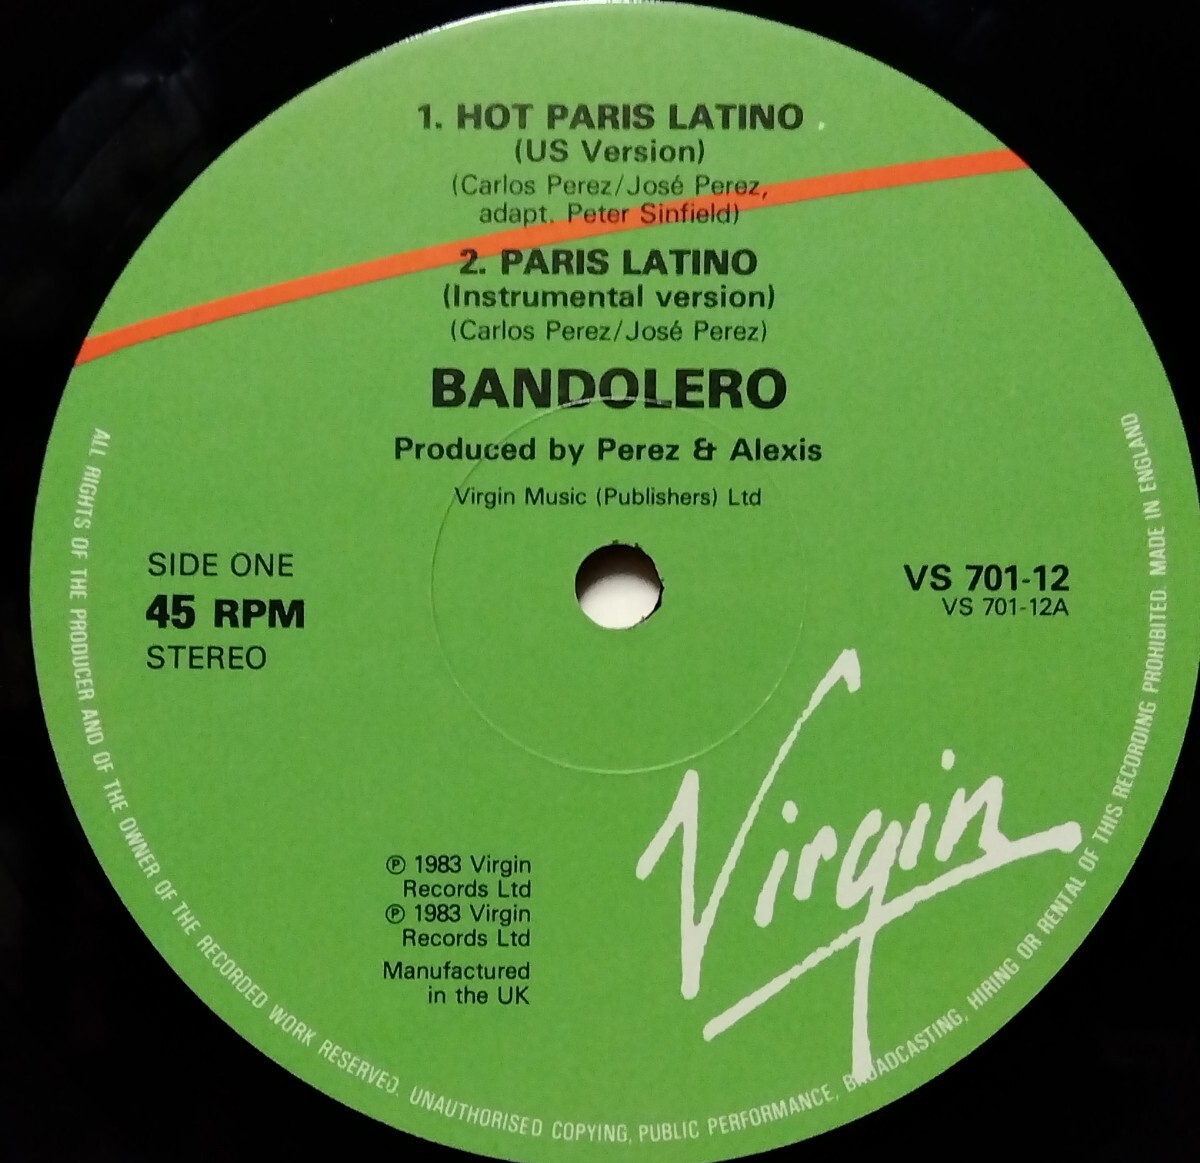 1. HOT PARIS LATINO
(US Version)
(Carlos Perez/José Perez,
adapt. Peter Sinfield)
2. PARIS LATINO
(Instrumental version)
(Carlos Perez/José Perez)
BANDOLERO
Produced by Perez & Alexis
Virgin Music (Publishers) Ltd
SIDE ONE
45 RPM
STEREO
VS 701-12
VS 701-12A
Virgin
℗ 1983 Virgin
Records Ltd
℗ 1983 Virgin
Records Ltd
Manufactured
in the UK
ALL RIGHTS OF THE PRODUCER AND OF THE OWNER OF THE RECORDED WORK RESERVED. UNAUTHORISED COPYING, PUBLIC PERFORMANCE, BROADCASTING, HIRING OR RENTAL OF THIS RECORDING PROHIBITED. MADE IN ENGLAND